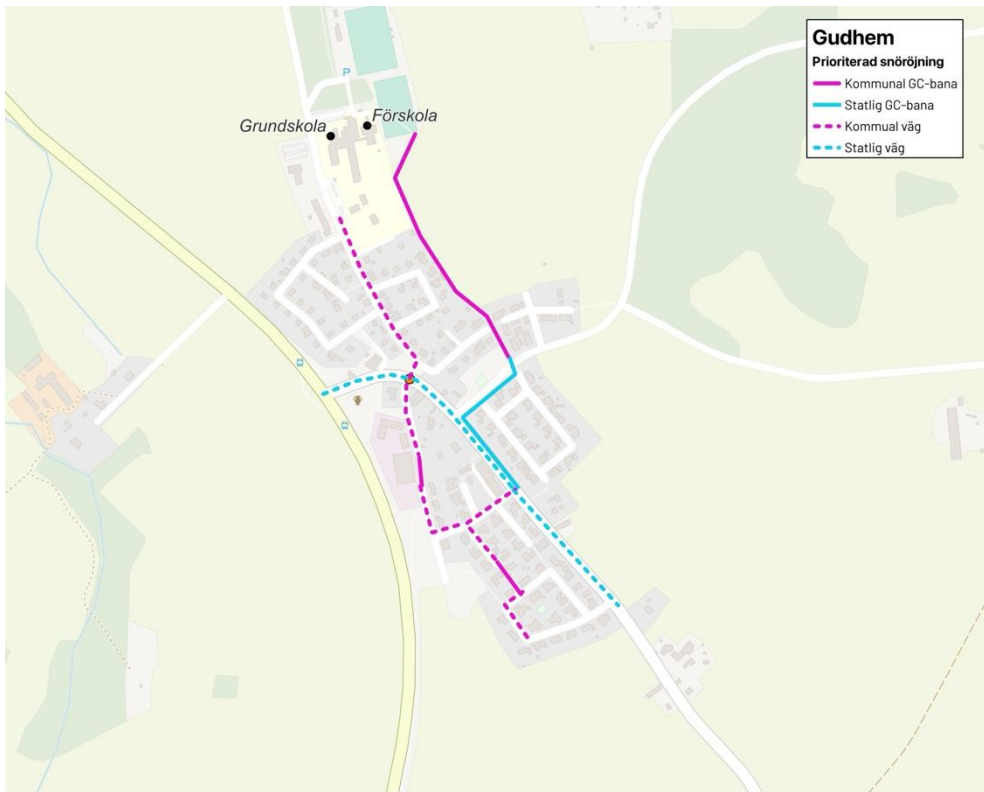 Gudhem
Prioriterad snöröjning
Kommunal GC-bana
Statlig GC-bana
Kommual väg
Statlig väg
P
Förskola
Grundskola